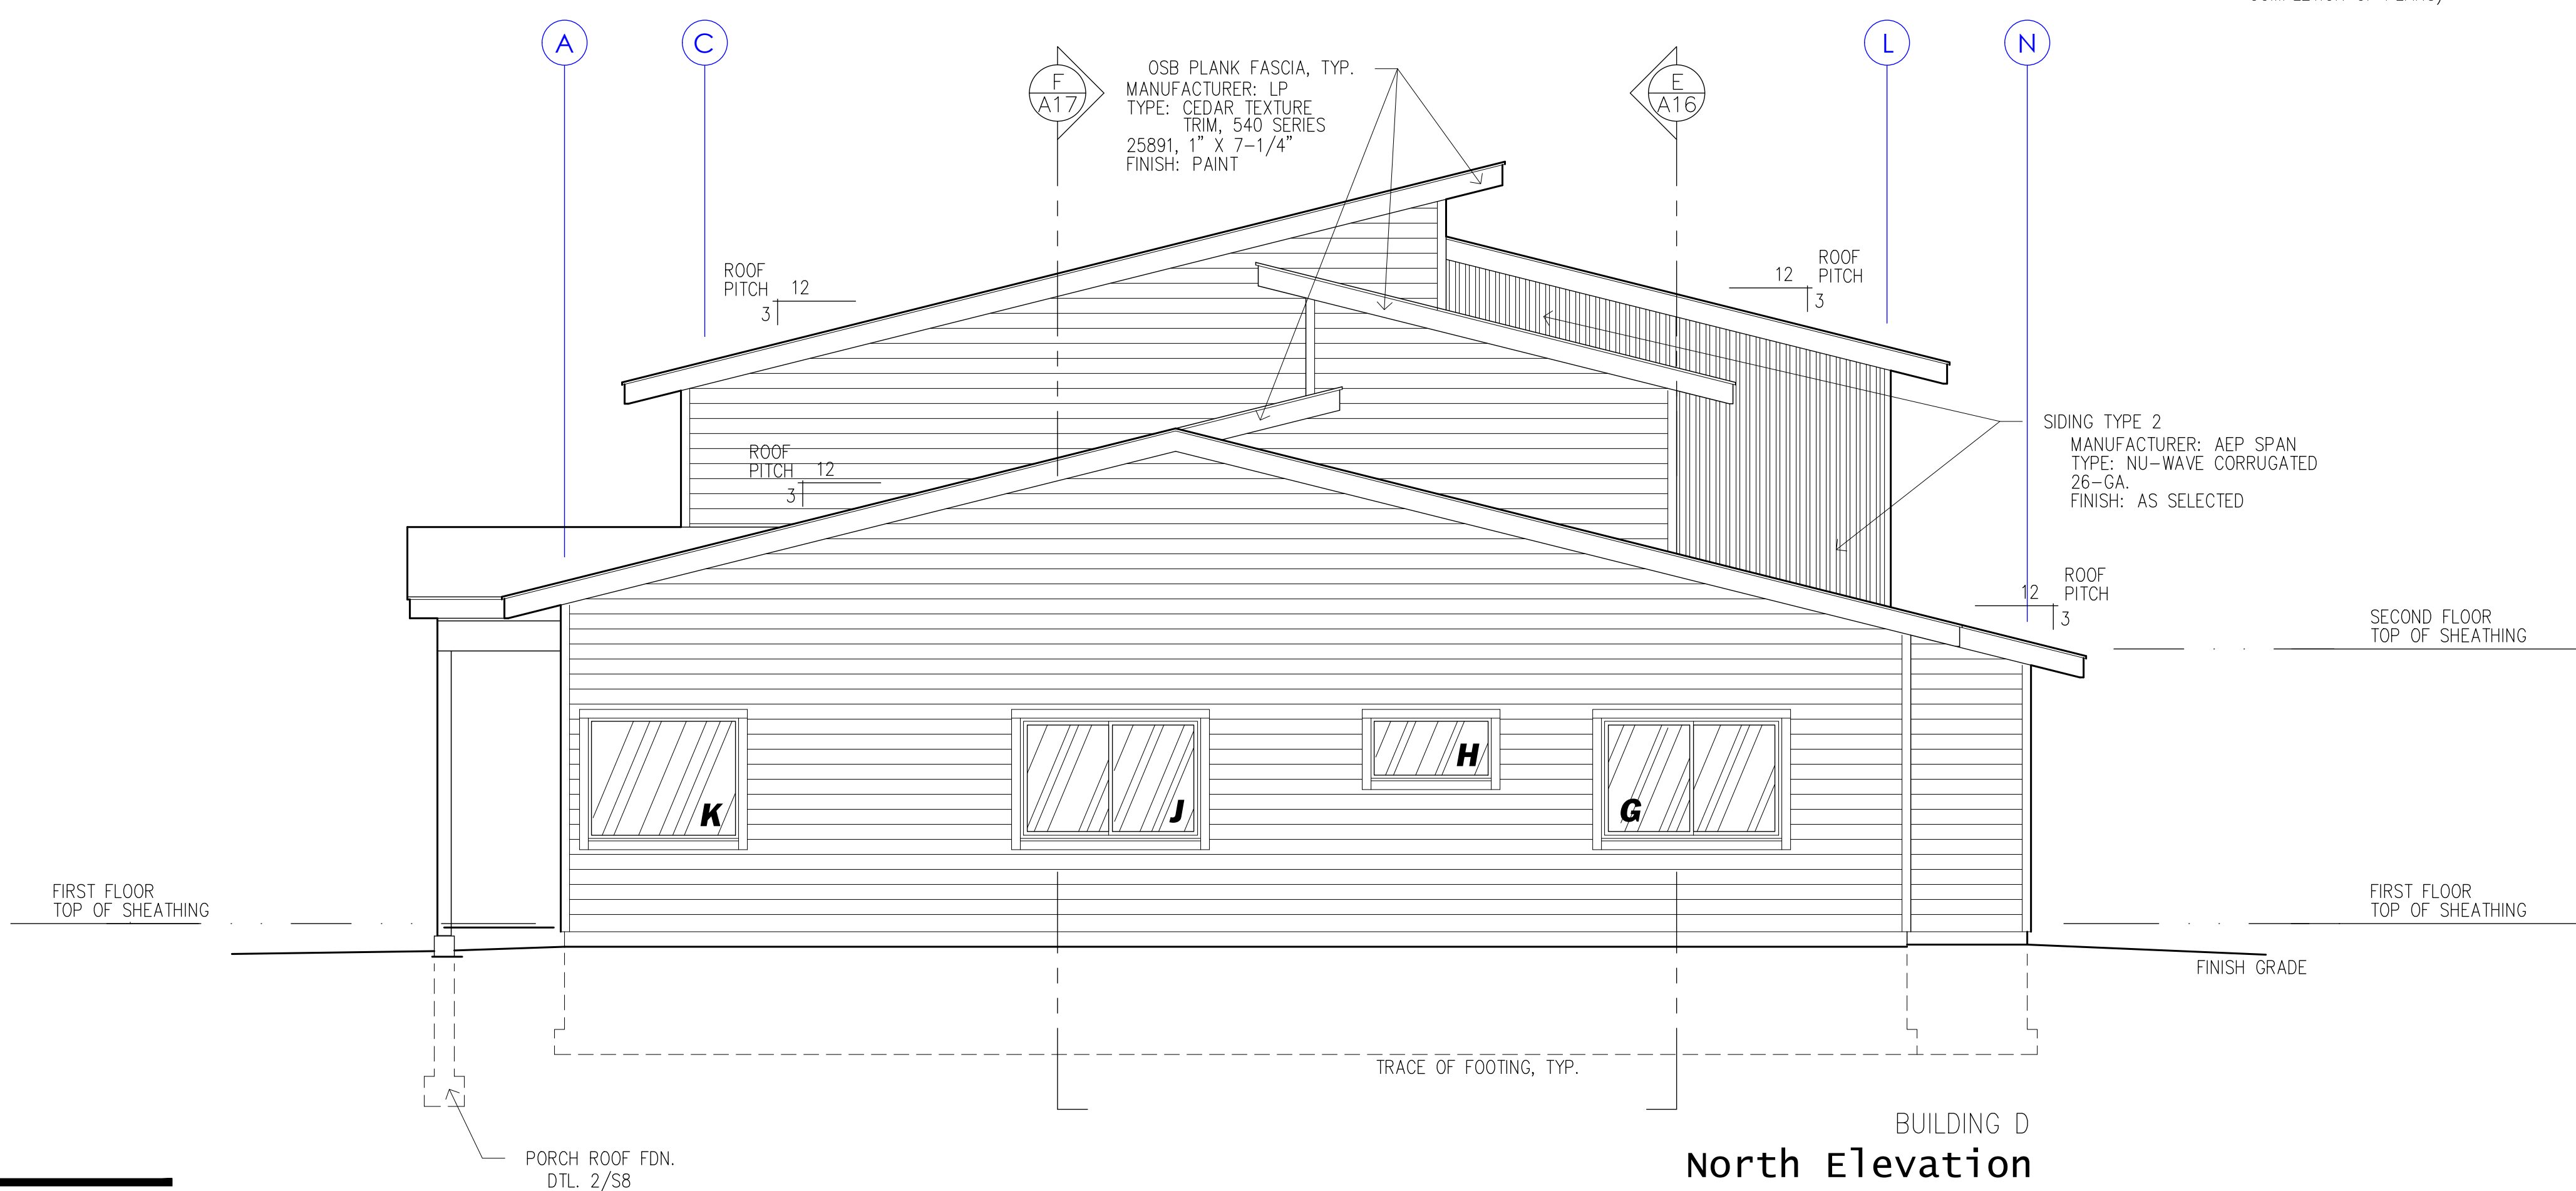 A
C
L
N
F
A17
OSB PLANK FASCIA, TYP.
MANUFACTURER: LP
TYPE: CEDAR TEXTURE
TRIM, 540 SERIES
25891, 1” X 7-1/4”
FINISH: PAINT
E
A16
ROOF
PITCH
12
3
ROOF
PITCH
12
3
ROOF
PITCH
12
3
SIDING TYPE 2
MANUFACTURER: AEP SPAN
TYPE: NU-WAVE CORRUGATED
26-GA.
FINISH: AS SELECTED
ROOF
PITCH
12
3
SECOND FLOOR
TOP OF SHEATHING
K
J
H
G
FIRST FLOOR
TOP OF SHEATHING
FIRST FLOOR
TOP OF SHEATHING
FINISH GRADE
TRACE OF FOOTING, TYP.
PORCH ROOF FDN.
DTL. 2/S8
BUILDING D
North Elevation